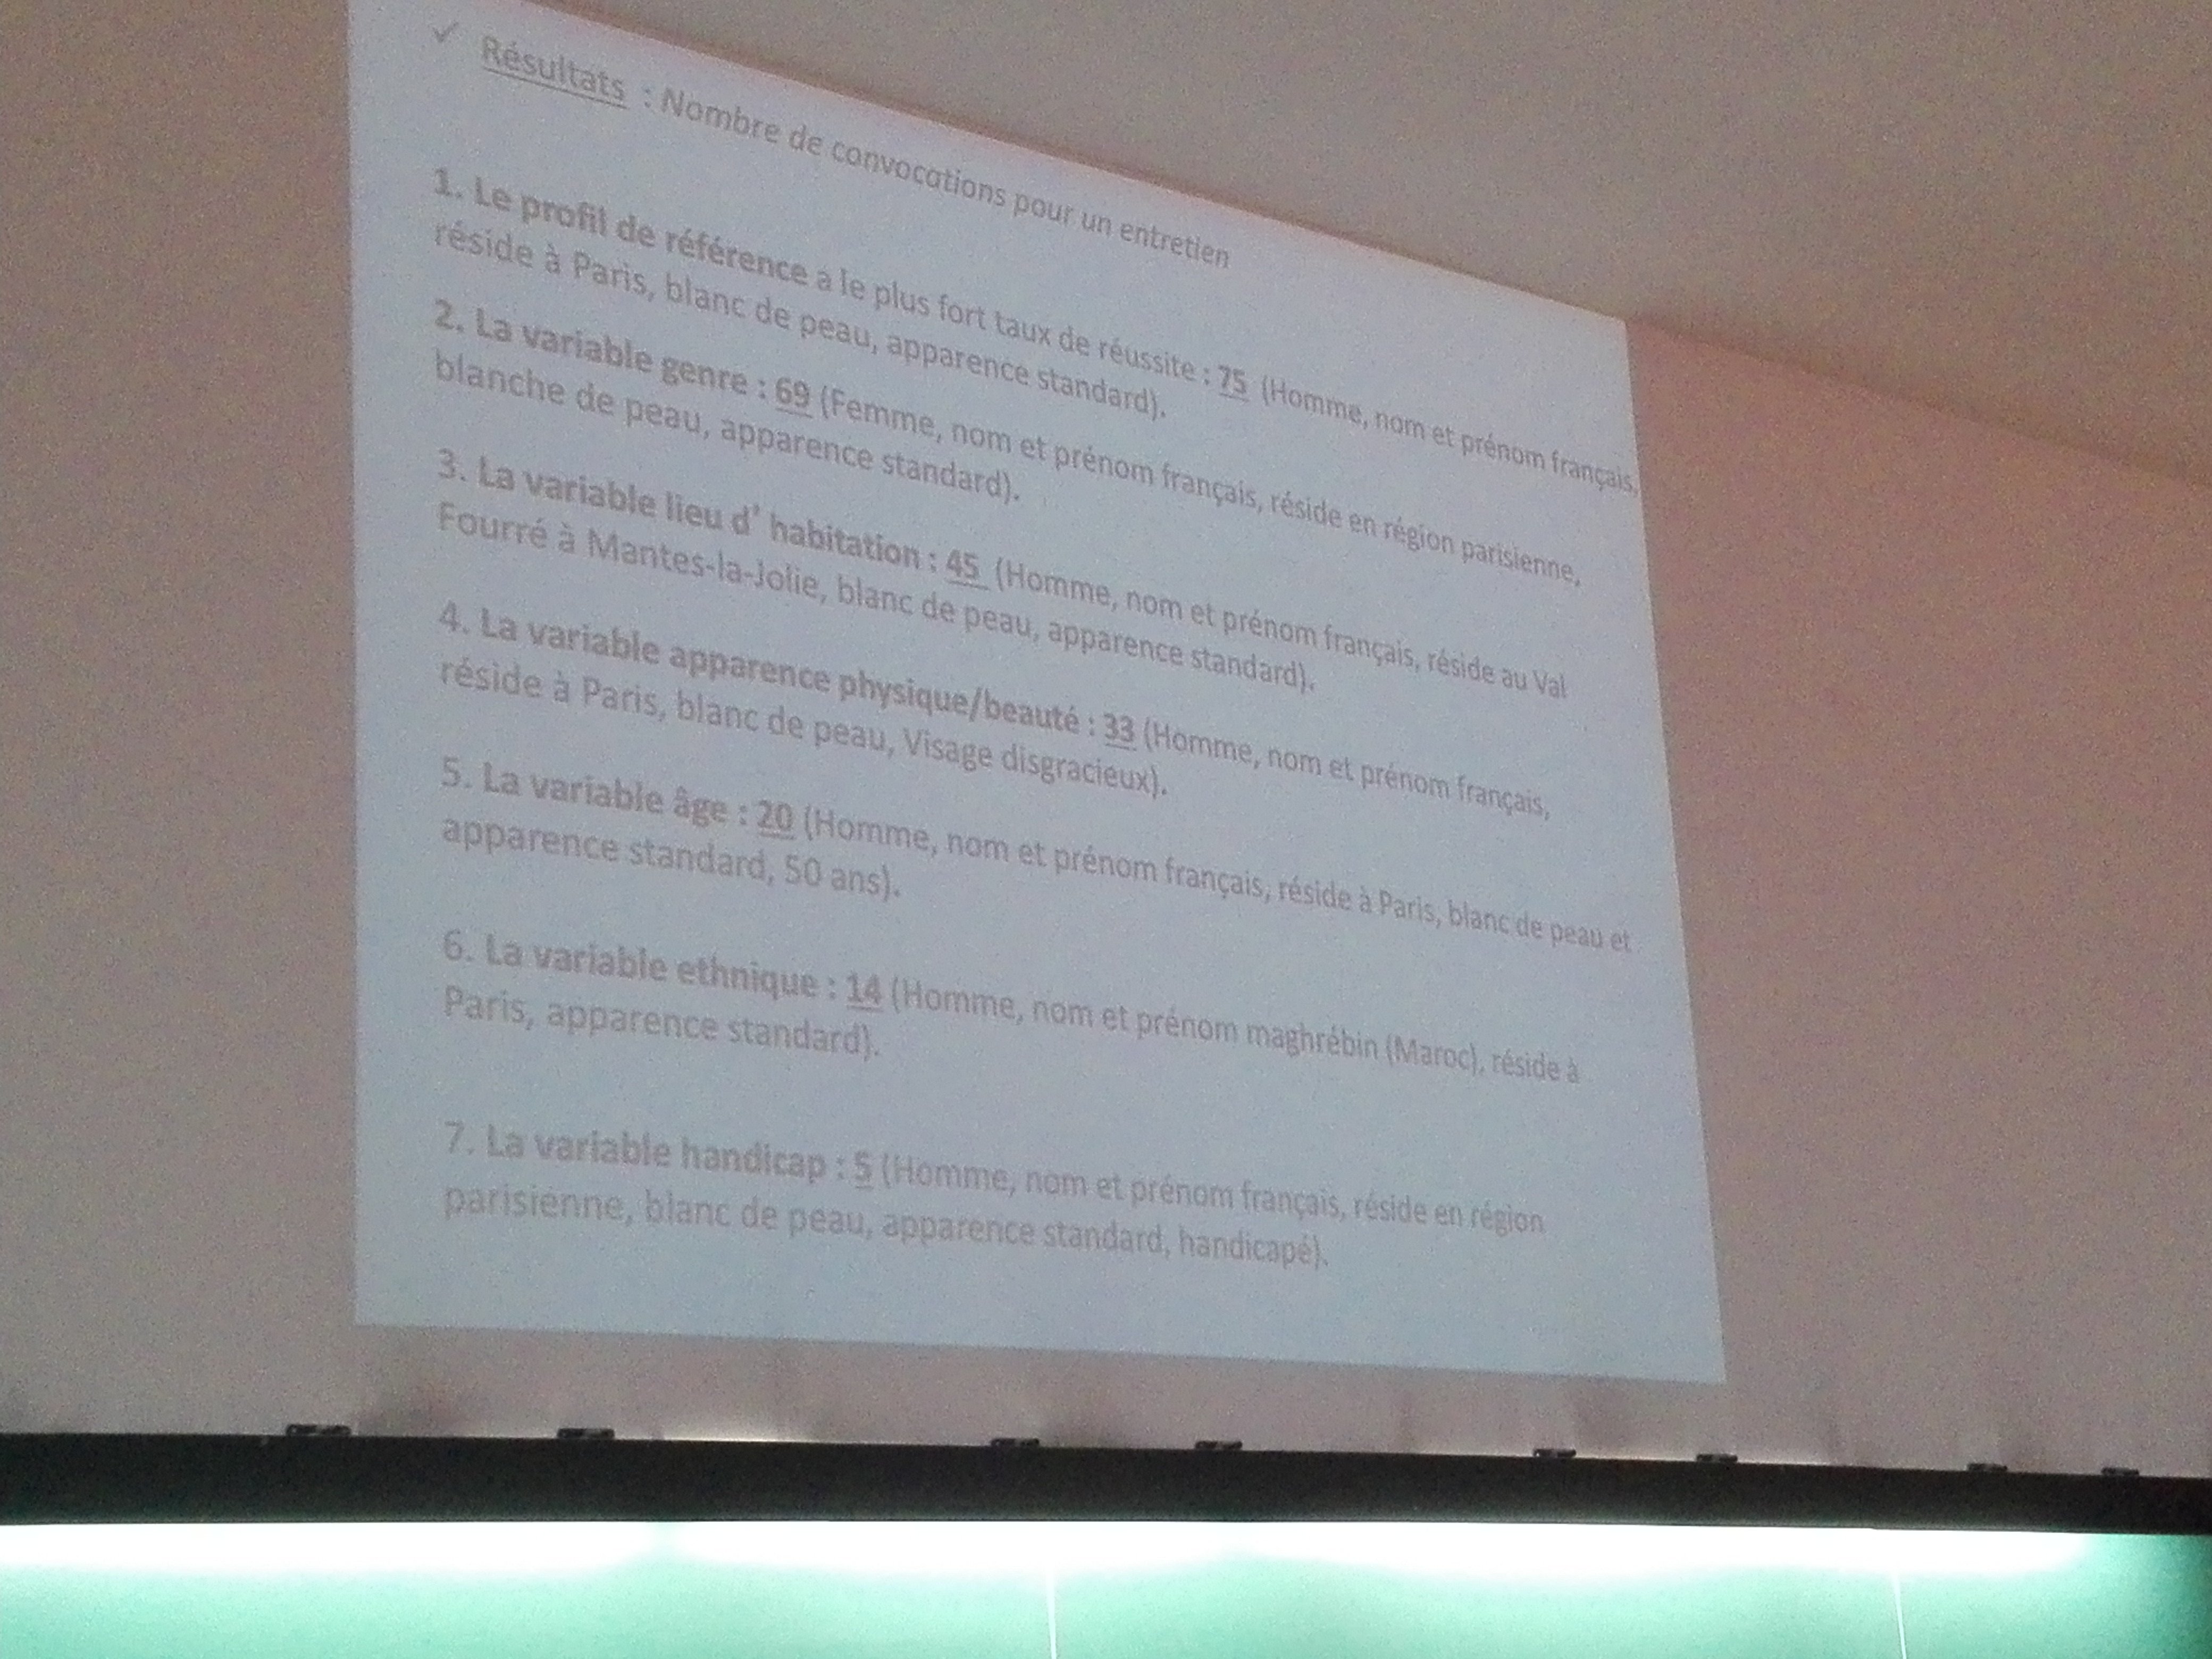 ✓ Résultats : Nombre de convocations pour un entretien
1. Le profil de référence a le plus fort taux de réussite : 75 (Homme, nom et prénom français,
réside à Paris, blanc de peau, apparence standard).
2. La variable genre : 69 (Femme, nom et prénom français, réside en région parisienne,
blanche de peau, apparence standard).
3. La variable lieu d' habitation : 45 (Homme, nom et prénom français, réside au Val
Fourré à Mantes-la-Jolie, blanc de peau, apparence standard).
4. La variable apparence physique/beauté : 33 (Homme, nom et prénom français,
réside à Paris, blanc de peau, Visage disgracieux).
5. La variable âge : 20 (Homme, nom et prénom français, réside à Paris, blanc de peau et
apparence standard, 50 ans).
6. La variable ethnique : 14 (Homme, nom et prénom maghrébin (Maroc), réside à
Paris, apparence standard).
7. La variable handicap : 5 (Homme, nom et prénom français, réside en région
parisienne, blanc de peau, apparence standard, handicapé).